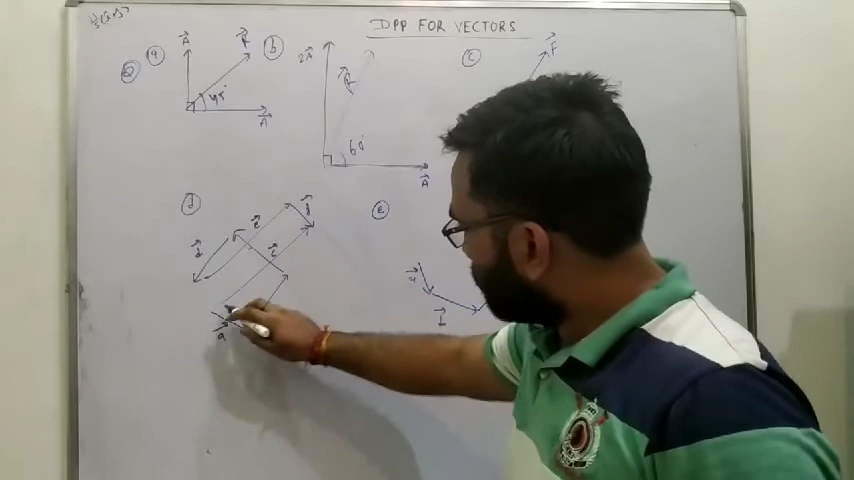 DPP FOR VECTORS
Q a A R b 2A R C F
45°
A
60°
A
d e
e f
d c
a
a
b